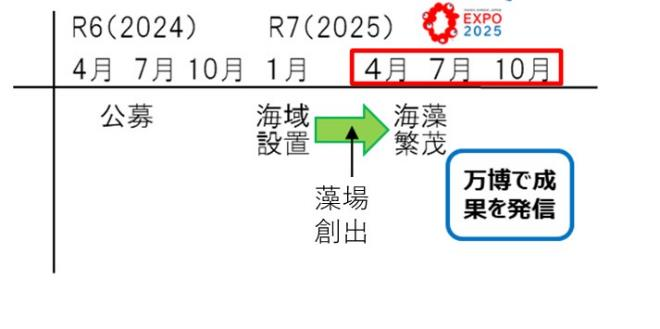 R6(2024) R7(2025) EXPO
2025
4月 7月 10月 1月 4月 7月 10月
公募
海域
設置
海藻
繁茂
藻場
創出
万博で成
果を発信